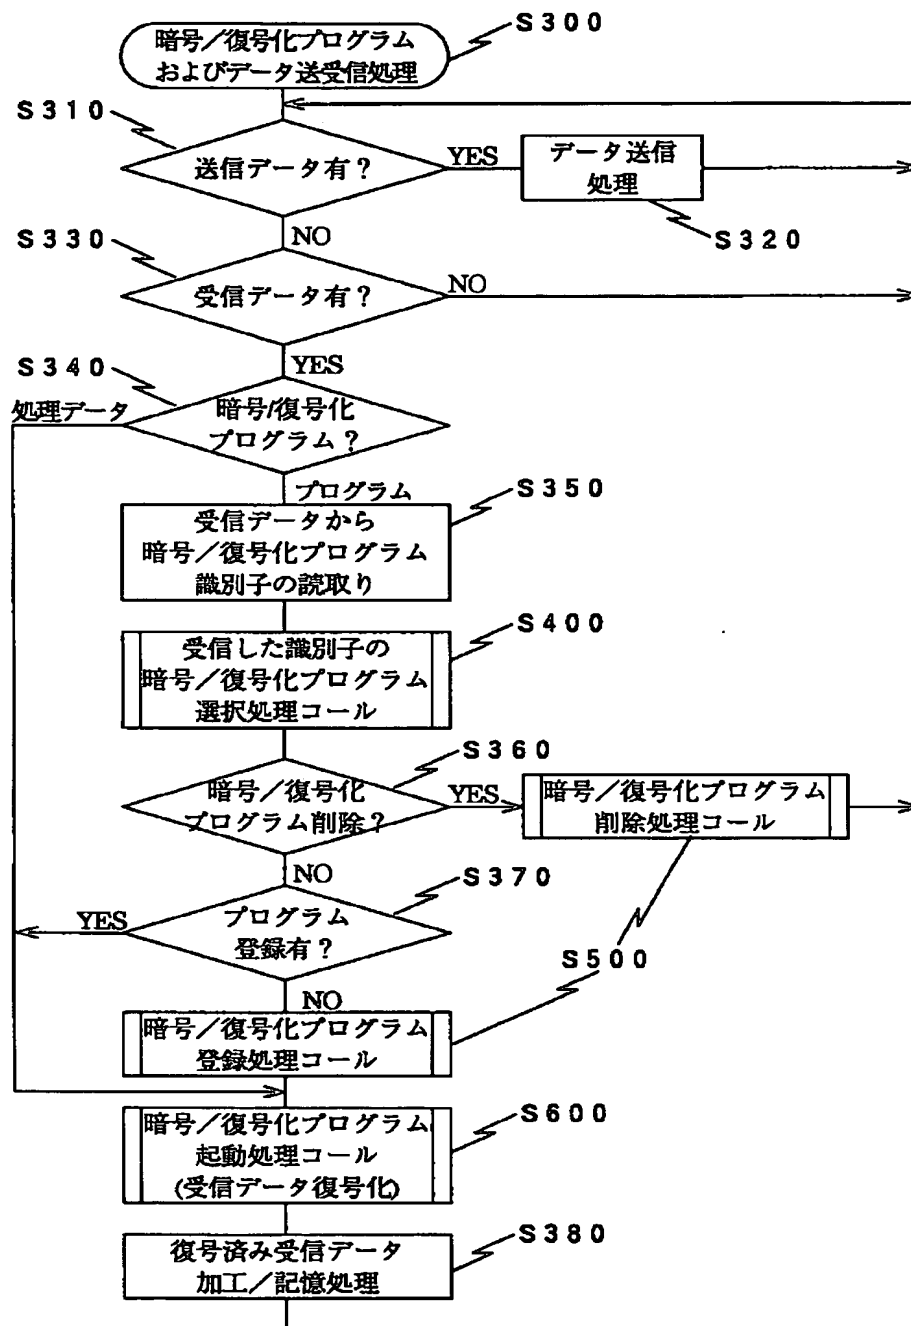 S300
暗号／復号化プログラム
およびデータ送受信処理
S310
送信データ有？
YES
データ送信
処理
S320
NO
S330
受信データ有？
NO
YES
S340
処理データ
暗号/復号化
プログラム？
プログラム
S350
受信データから
暗号／復号化プログラム
識別子の読取り
S400
受信した識別子の
暗号／復号化プログラム
選択処理コール
S360
暗号／復号化
プログラム削除？
YES
暗号／復号化プログラム
削除処理コール
NO
S370
YES
プログラム
登録有？
S500
NO
暗号／復号化プログラム
登録処理コール
S600
暗号／復号化プログラム
起動処理コール
(受信データ復号化)
S380
復号済み受信データ
加工／記憶処理